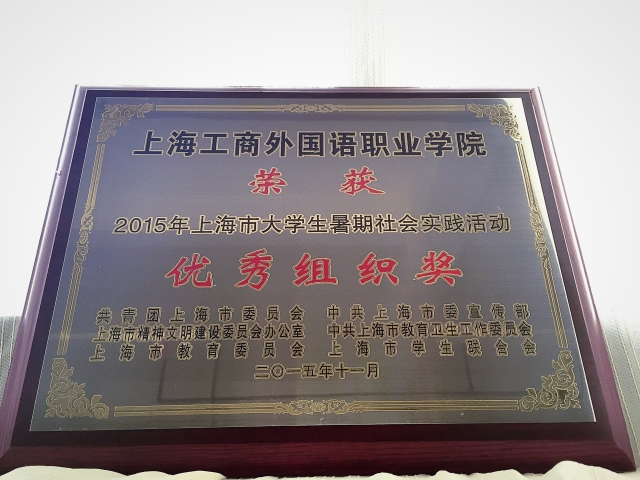 上海工商外国语职业学院
荣获
2015年上海市大学生暑期社会实践活动
优秀组织奖
共青团上海市委员会 中共上海市委宣传部
上海市精神文明建设委员会办公室 中共上海市教育卫生工作委员会
上海市教育委员会 上海市学生联合会
二〇一五年十一月